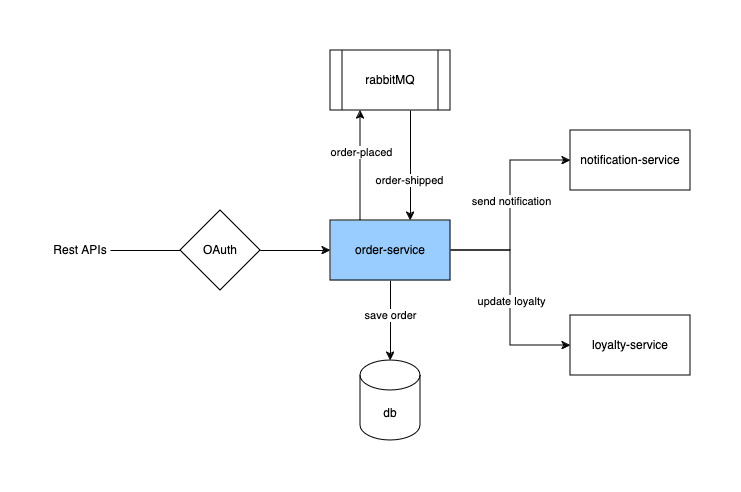 rabbitMQ
order-placed
order-shipped
notification-service
send notification
Rest APIs
OAuth
order-service
update loyalty
save order
loyalty-service
db